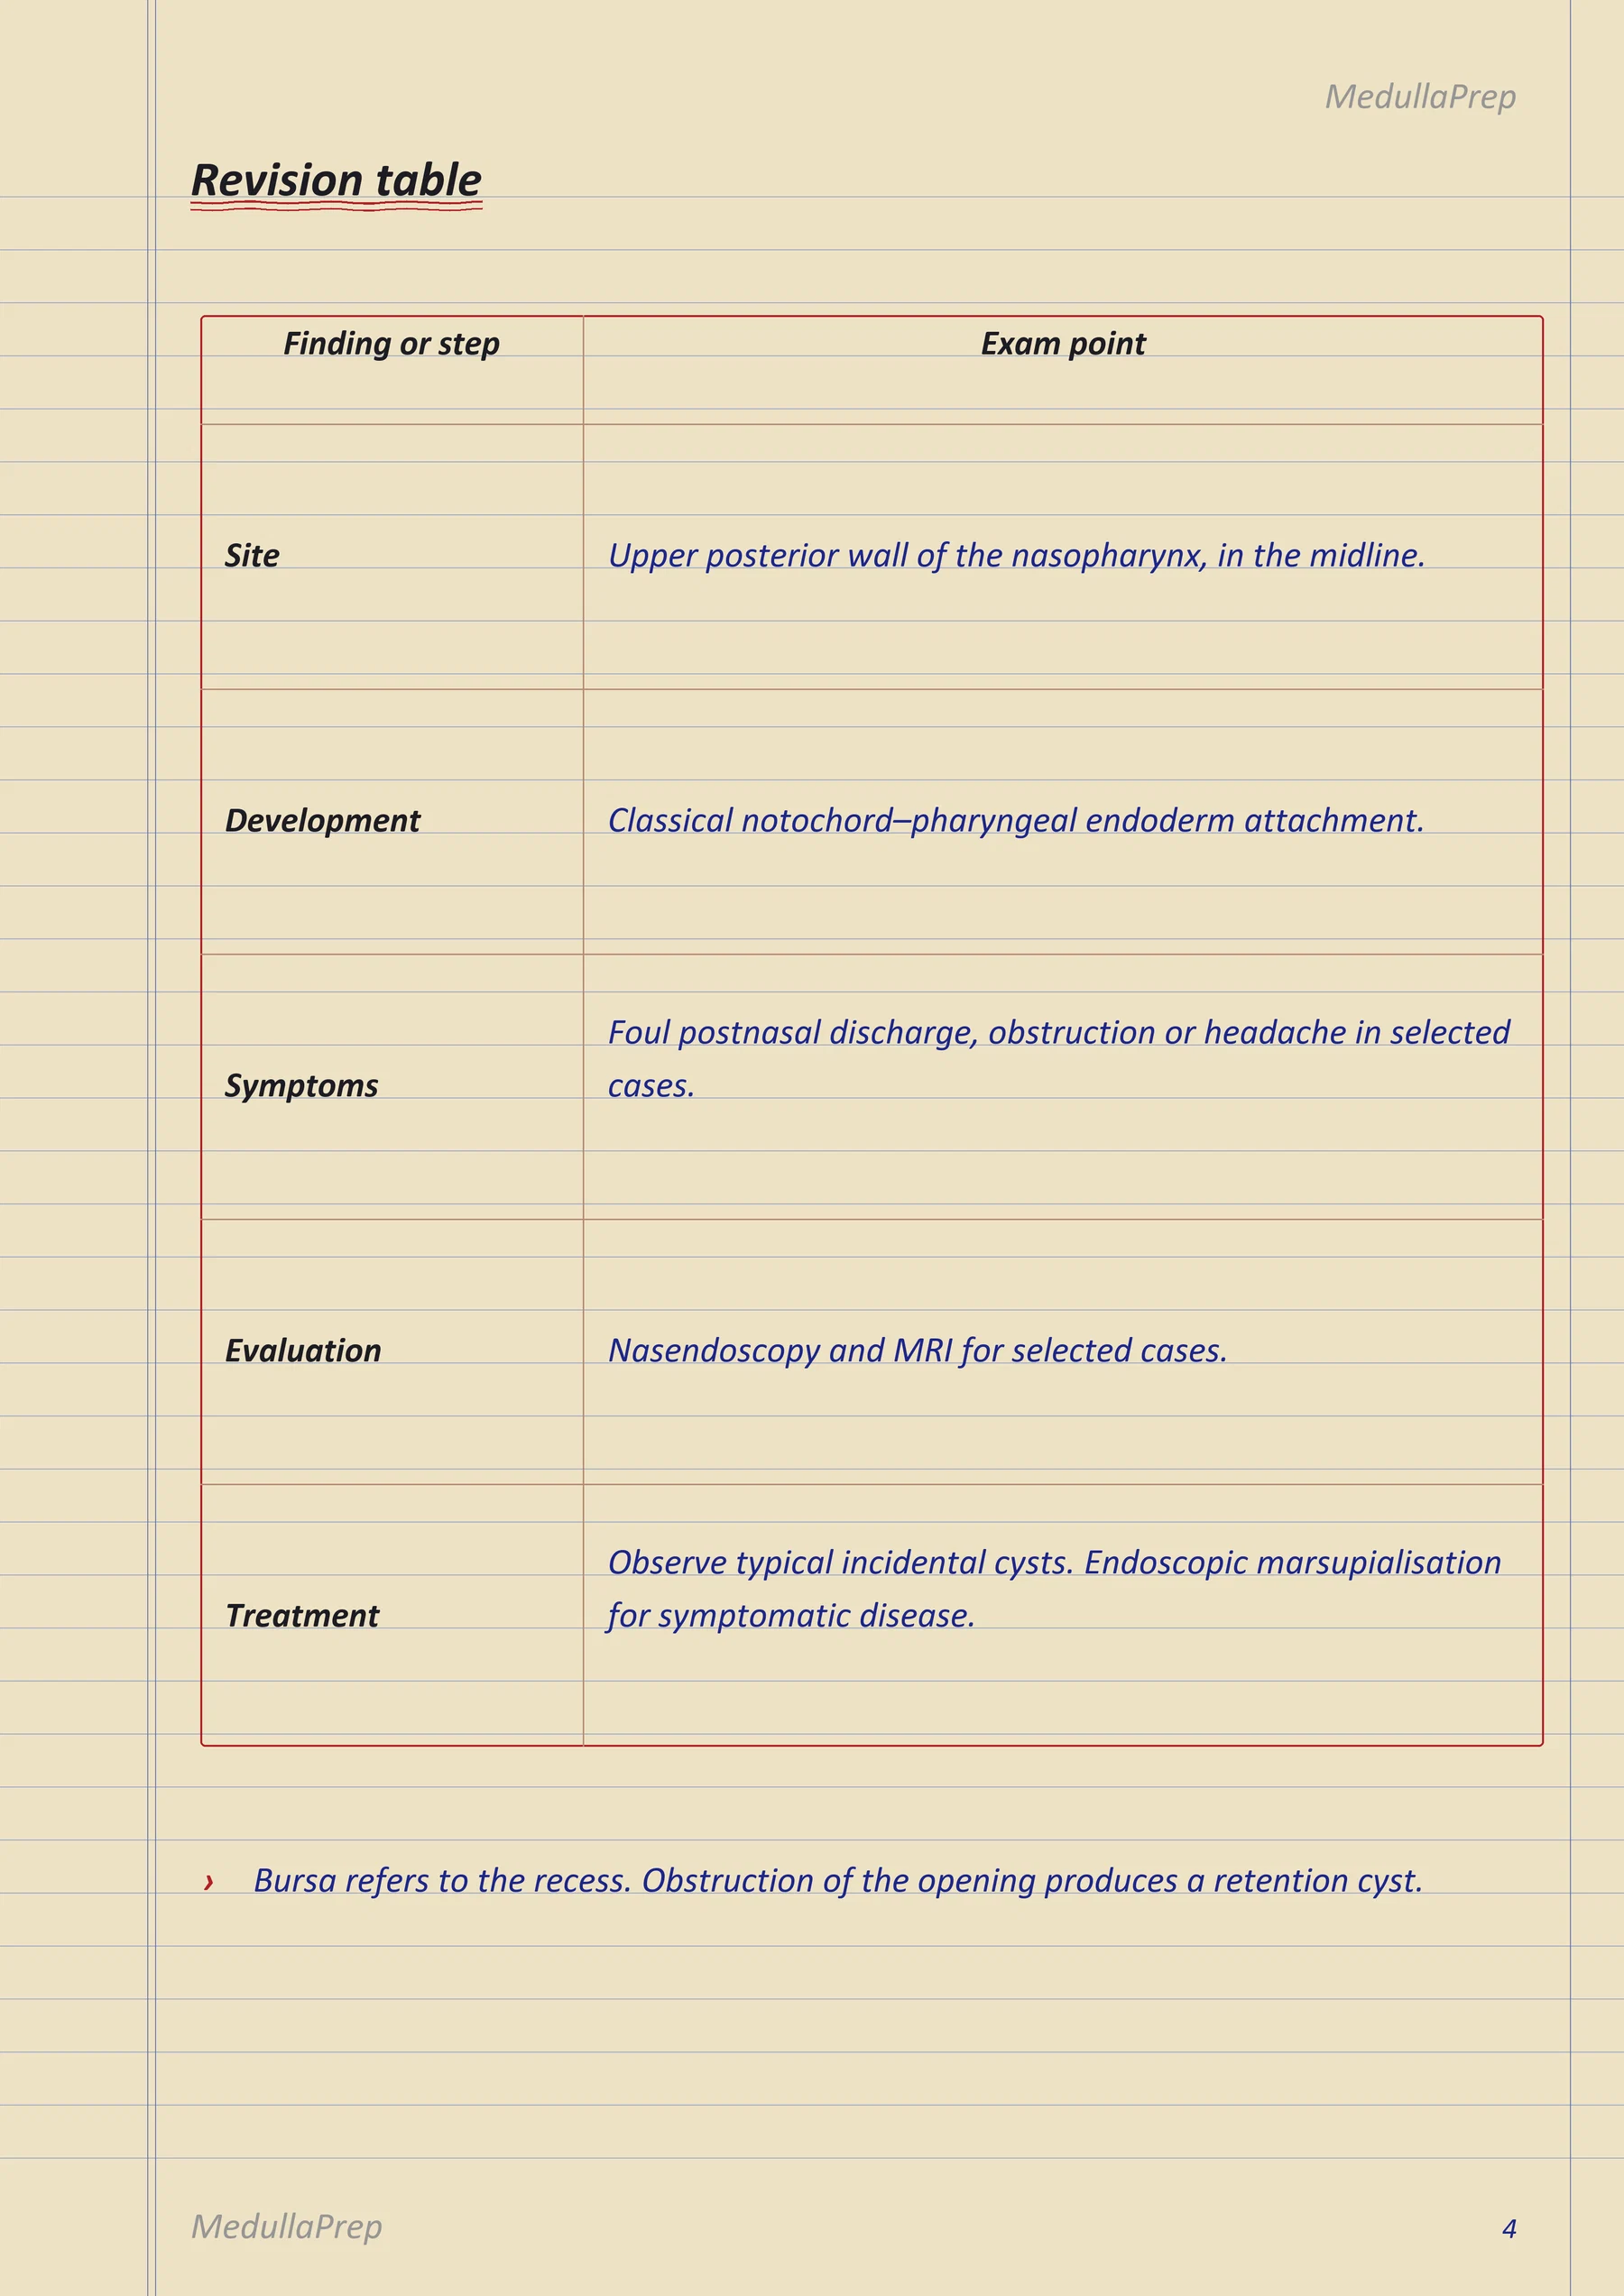 MedullaPrep
Revision table
Finding or step
Exam point
Site
Upper posterior wall of the nasopharynx, in the midline.
Development
Classical notochord–pharyngeal endoderm attachment.
Symptoms
Foul postnasal discharge, obstruction or headache in selected
cases.
Evaluation
Nasendoscopy and MRI for selected cases.
Treatment
Observe typical incidental cysts. Endoscopic marsupialisation
for symptomatic disease.
› Bursa refers to the recess. Obstruction of the opening produces a retention cyst.
MedullaPrep
4